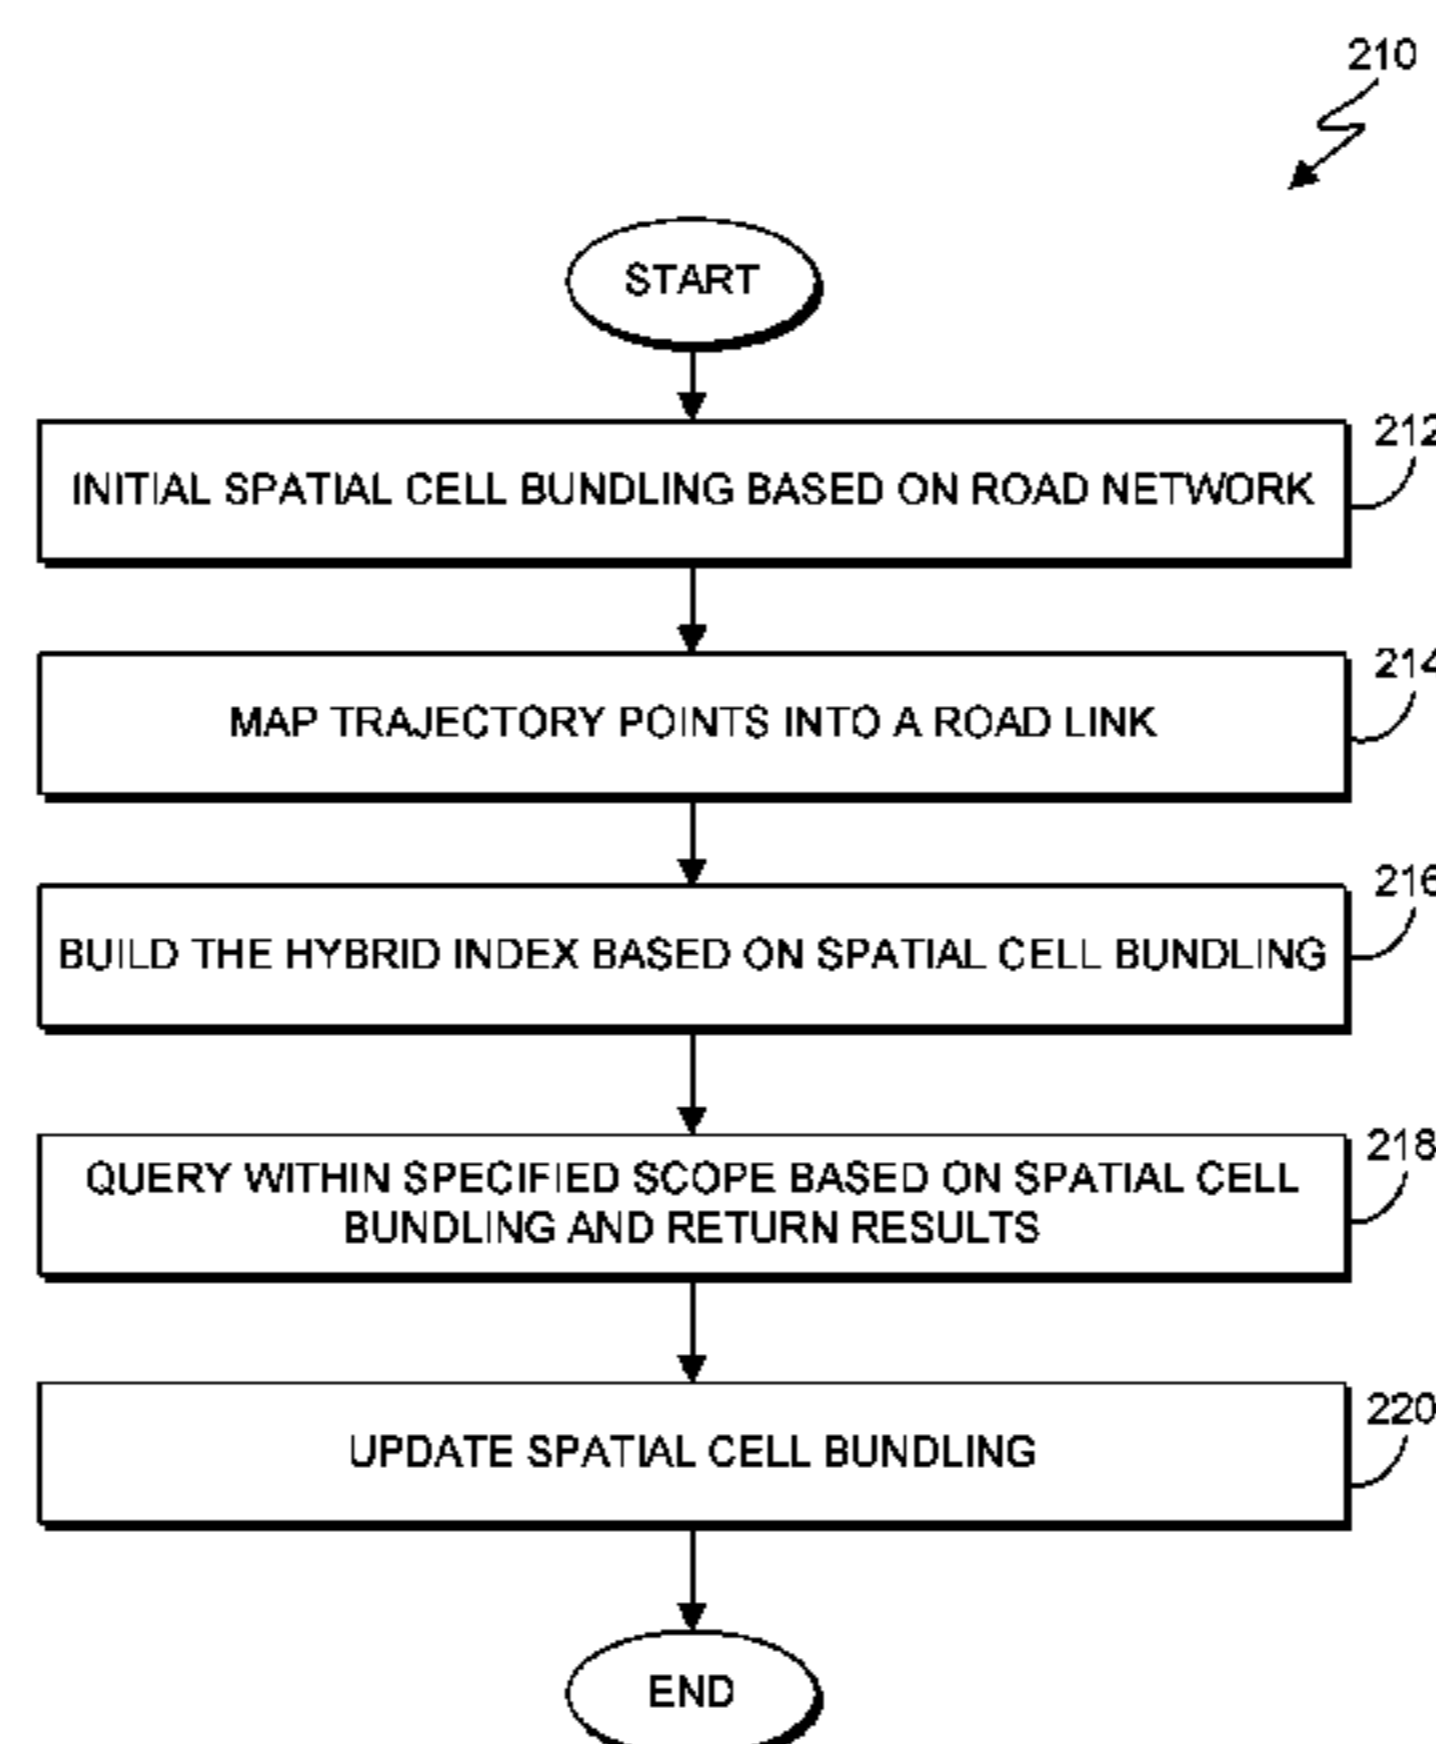 210
START
INITIAL SPATIAL CELL BUNDLING BASED ON ROAD NETWORK
212
MAP TRAJECTORY POINTS INTO A ROAD LINK
214
BUILD THE HYBRID INDEX BASED ON SPATIAL CELL BUNDLING
216
QUERY WITHIN SPECIFIED SCOPE BASED ON SPATIAL CELL
BUNDLING AND RETURN RESULTS
218
UPDATE SPATIAL CELL BUNDLING
220
END